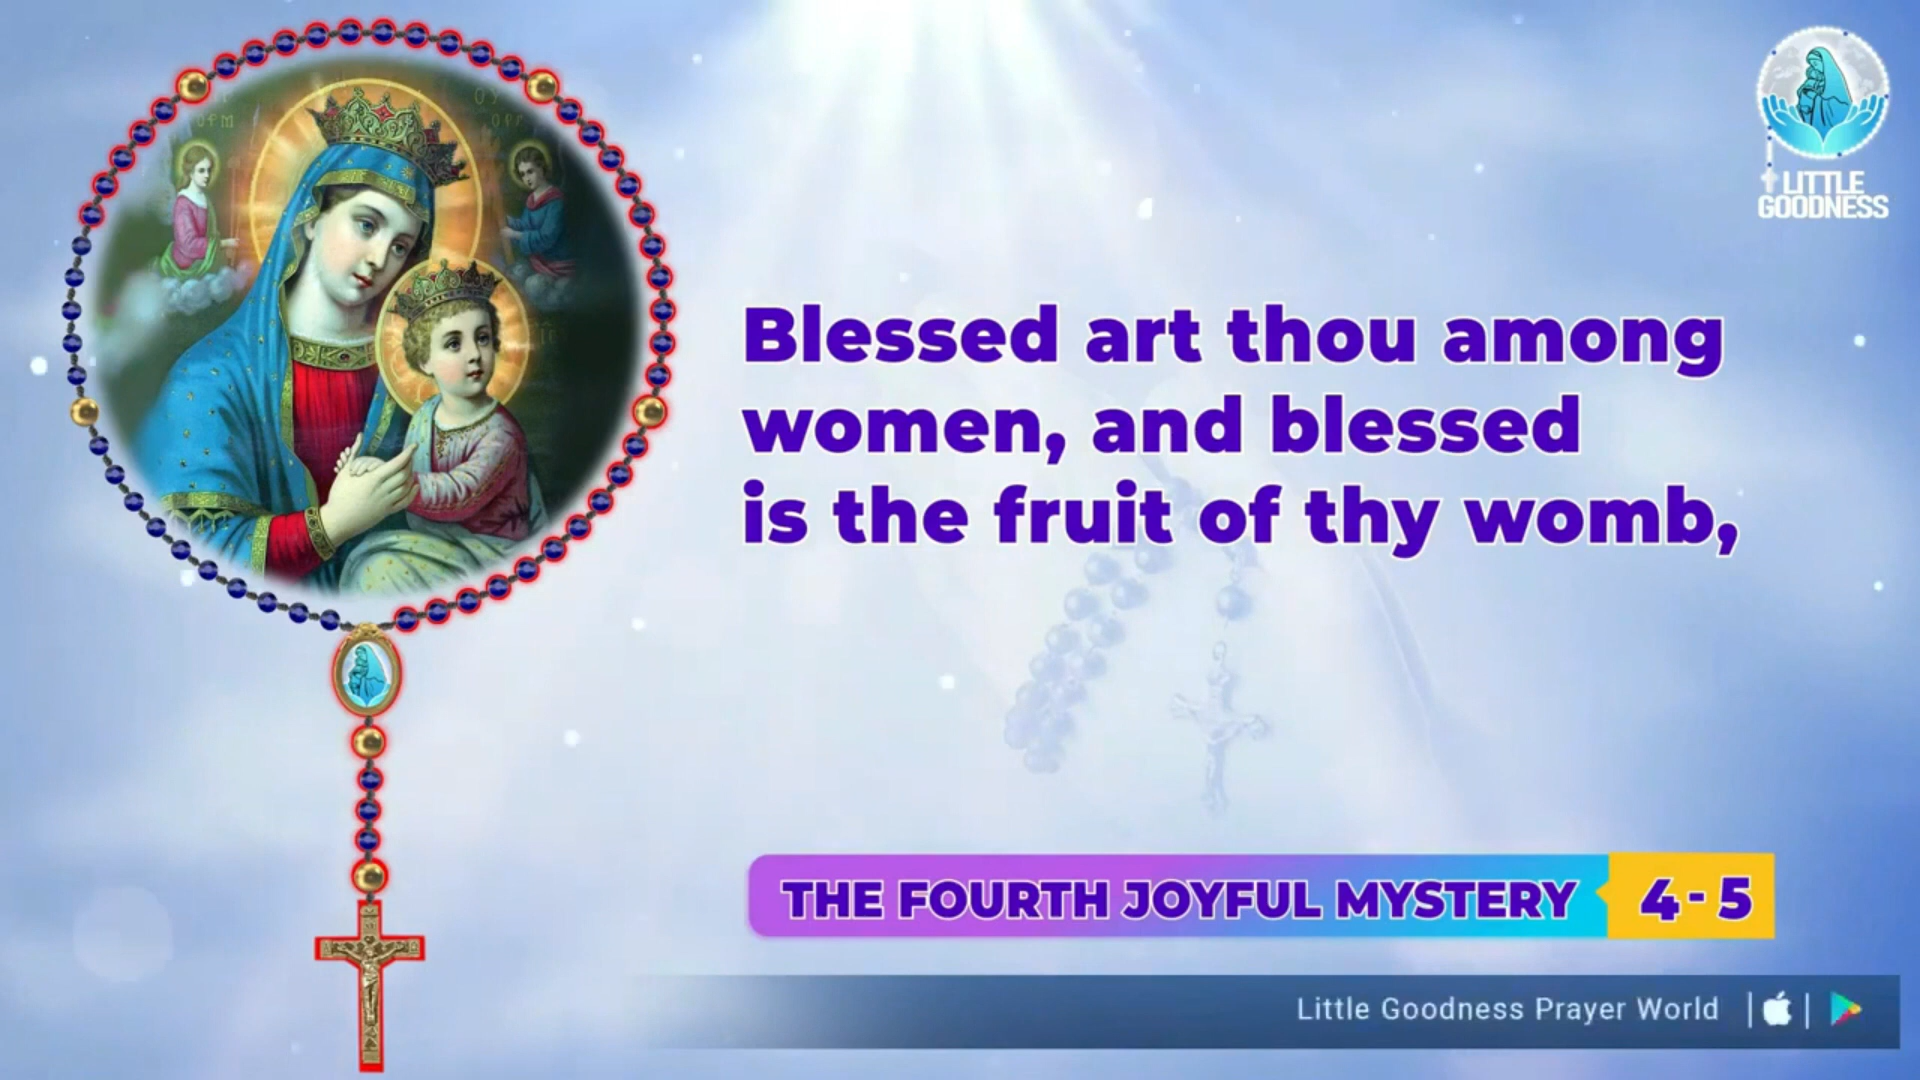 LITTLE
GOODNESS
Blessed art thou among
women, and blessed
is the fruit of thy womb,
THE FOURTH JOYFUL MYSTERY 4 - 5
Little Goodness Prayer World